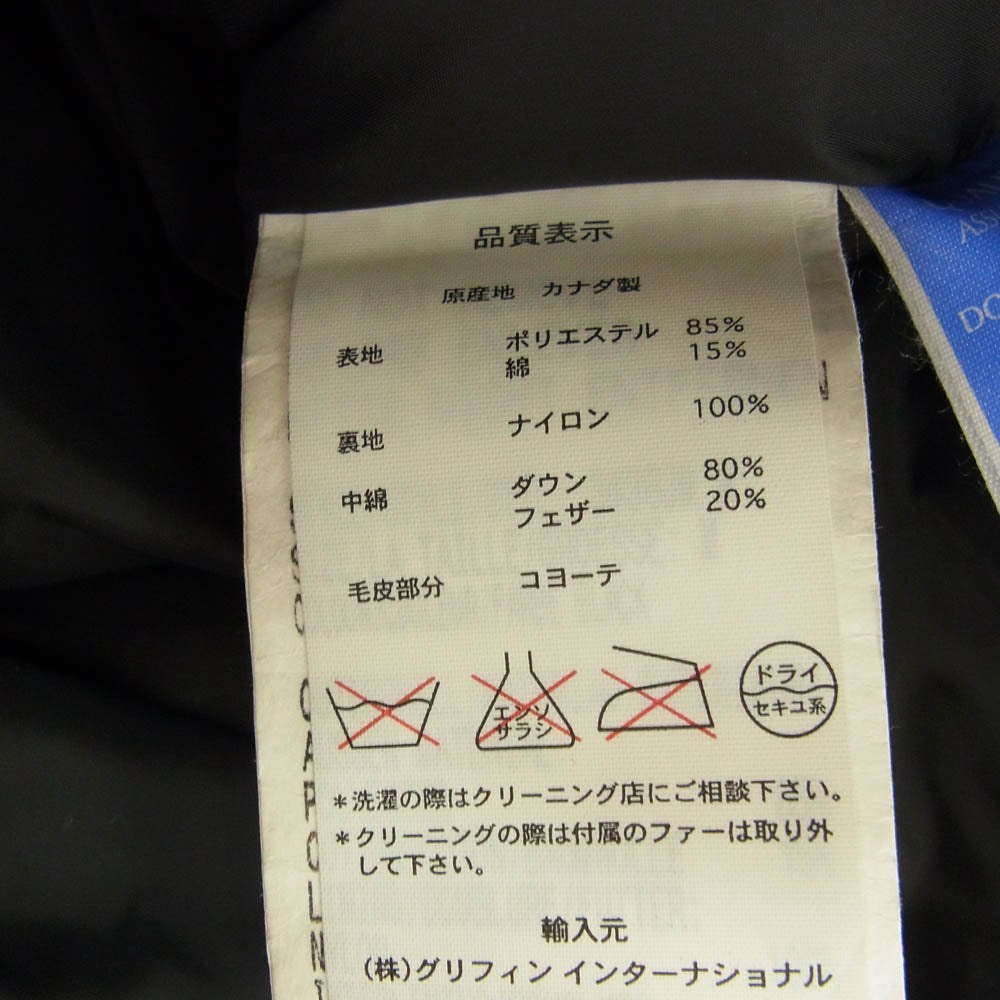 品質表示
原産地 カナダ製
表地 ポリエステル 85%
綿 15%
裏地 ナイロン 100%
中綿 ダウン 80%
フェザー 20%
毛皮部分 コヨーテ
エンソ
サラシ
ドライ
セキユ系
*洗濯の際はクリーニング店にご相談下さい。
*クリーニングの際は付属のファーは取り外
して下さい。
輸入元
(株)グリフィン インターナショナル
DO